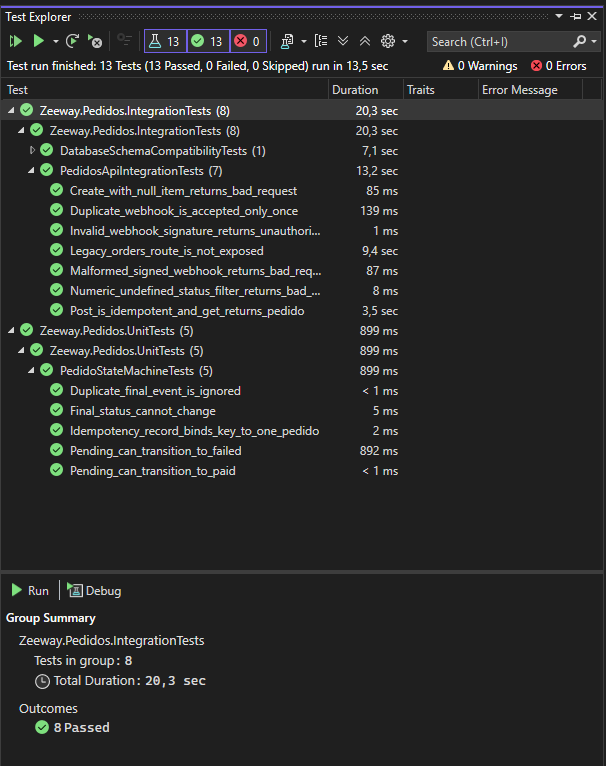 Test Explorer
13 13 0 Search (Ctrl+I)
Test run finished: 13 Tests (13 Passed, 0 Failed, 0 Skipped) run in 13,5 sec 0 Warnings 0 Errors
Test Duration Traits Error Message
Zeeway.Pedidos.IntegrationTests (8) 20,3 sec
Zeeway.Pedidos.IntegrationTests (8) 20,3 sec
DatabaseSchemaCompatibilityTests (1) 7,1 sec
PedidosApiIntegrationTests (7) 13,2 sec
Create_with_null_item_returns_bad_request 85 ms
Duplicate_webhook_is_accepted_only_once 139 ms
Invalid_webhook_signature_returns_unauthori... 1 ms
Legacy_orders_route_is_not_exposed 9,4 sec
Malformed_signed_webhook_returns_bad_req... 87 ms
Numeric_undefined_status_filter_returns_bad_... 8 ms
Post_is_idempotent_and_get_returns_pedido 3,5 sec
Zeeway.Pedidos.UnitTests (5) 899 ms
Zeeway.Pedidos.UnitTests (5) 899 ms
PedidoStateMachineTests (5) 899 ms
Duplicate_final_event_is_ignored < 1 ms
Final_status_cannot_change 5 ms
Idempotency_record_binds_key_to_one_pedido 2 ms
Pending_can_transition_to_failed 892 ms
Pending_can_transition_to_paid < 1 ms
Run Debug
Group Summary
Zeeway.Pedidos.IntegrationTests
Tests in group: 8
Total Duration: 20,3 sec
Outcomes
8 Passed